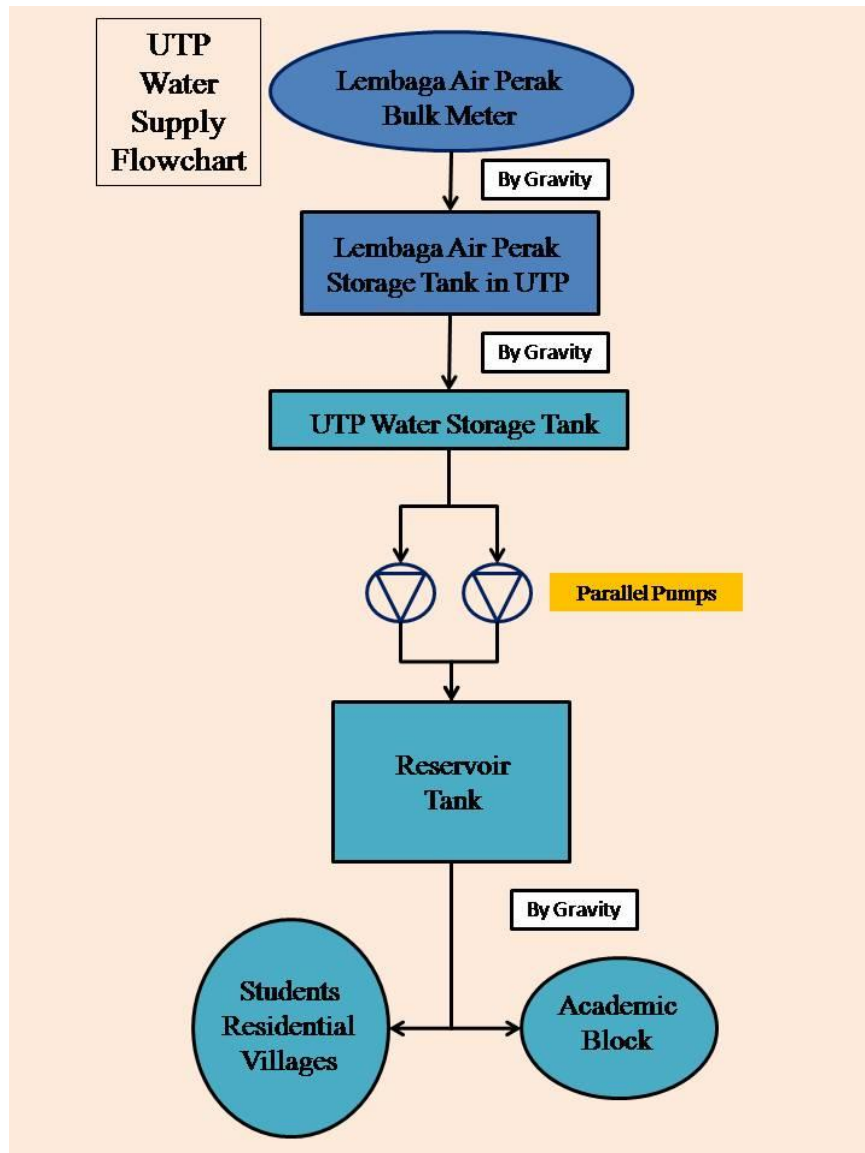 UTP
Water
Supply
Flowchart
Lembaga Air Perak
Bulk Meter
By Gravity
Lembaga Air Perak
Storage Tank in UTP
By Gravity
UTP Water Storage Tank
Parallel Pumps
Reservoir
Tank
By Gravity
Students
Residential
Villages
Academic
Block